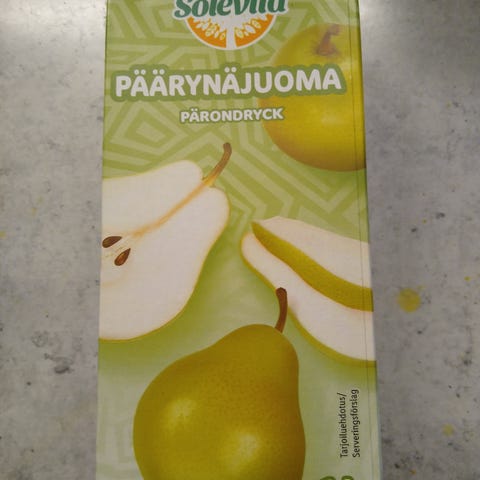 Solevita
PÄÄRYNÄJUOMA
PÄRONDRYCK
Tarjoiluehdotus/
Serveringsförslag